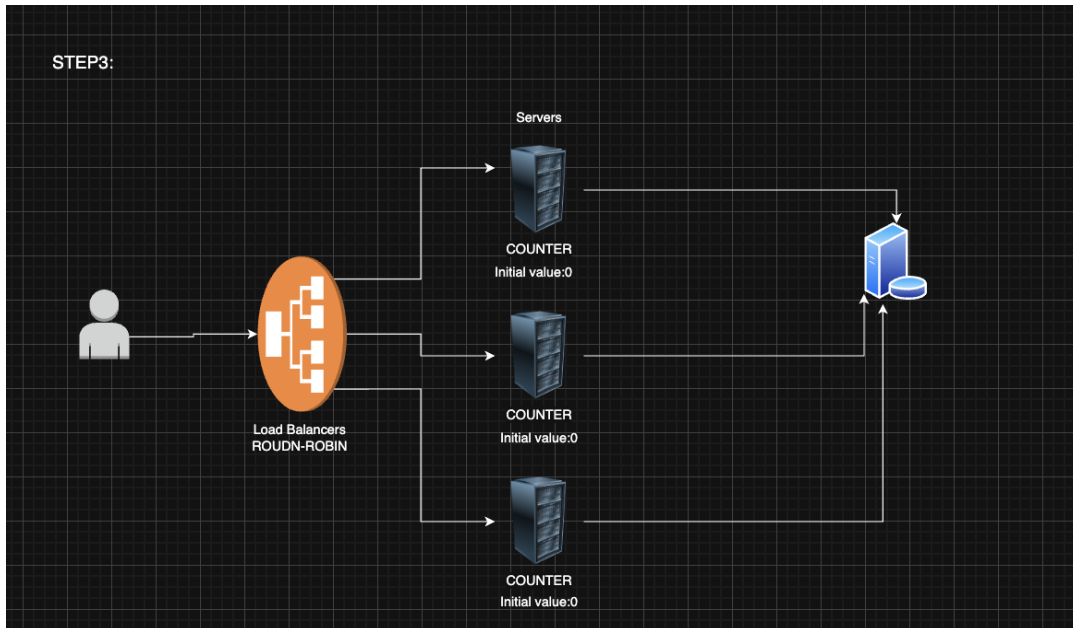 STEP3:
Servers
COUNTER
Initial value:0
COUNTER
Initial value:0
Load Balancers
ROUDN-ROBIN
COUNTER
Initial value:0